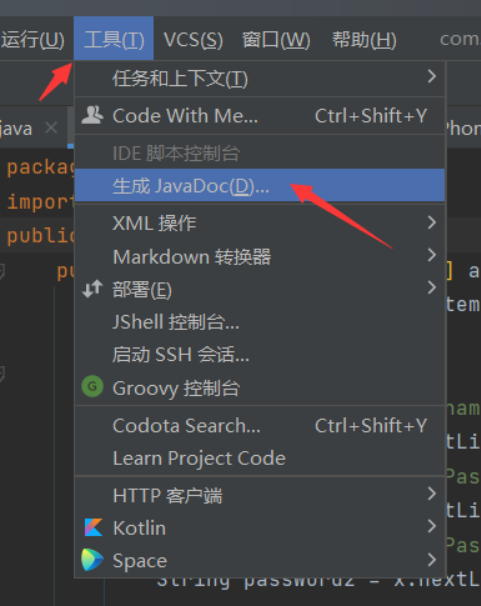 运行(U) 工具(T) VCS(S) 窗口(W) 帮助(H) com
任务和上下文(T)
Code With Me... Ctrl+Shift+Y
java
IDE 脚本控制台
packag
生成 JavaDoc(D)...
import
XML 操作
public
Markdown 转换器
pu ] a
部署(E) tem
JShell 控制台...
启动 SSH 会话...
Groovy 控制台
nam
Codota Search... Ctrl+Shift+Y
tLi
Learn Project Code
Pas
HTTP 客户端
tLi
Kotlin
Pas
Space
String passWord2 = x.nextL